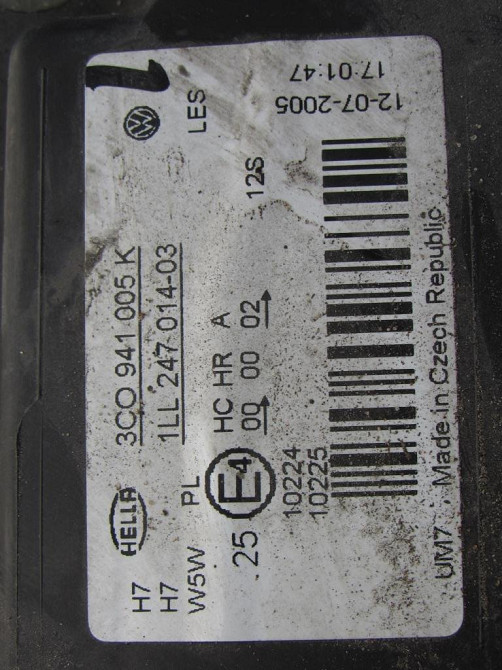 HELLA 3CO 941 005 K
H7 1LL 247 014-03
H7
W5W PL LES
HC HR A
25 E4 00 00 02 12S
10224
10225
12-07-2005
17:01:47
UM7 Made in Czech Republic